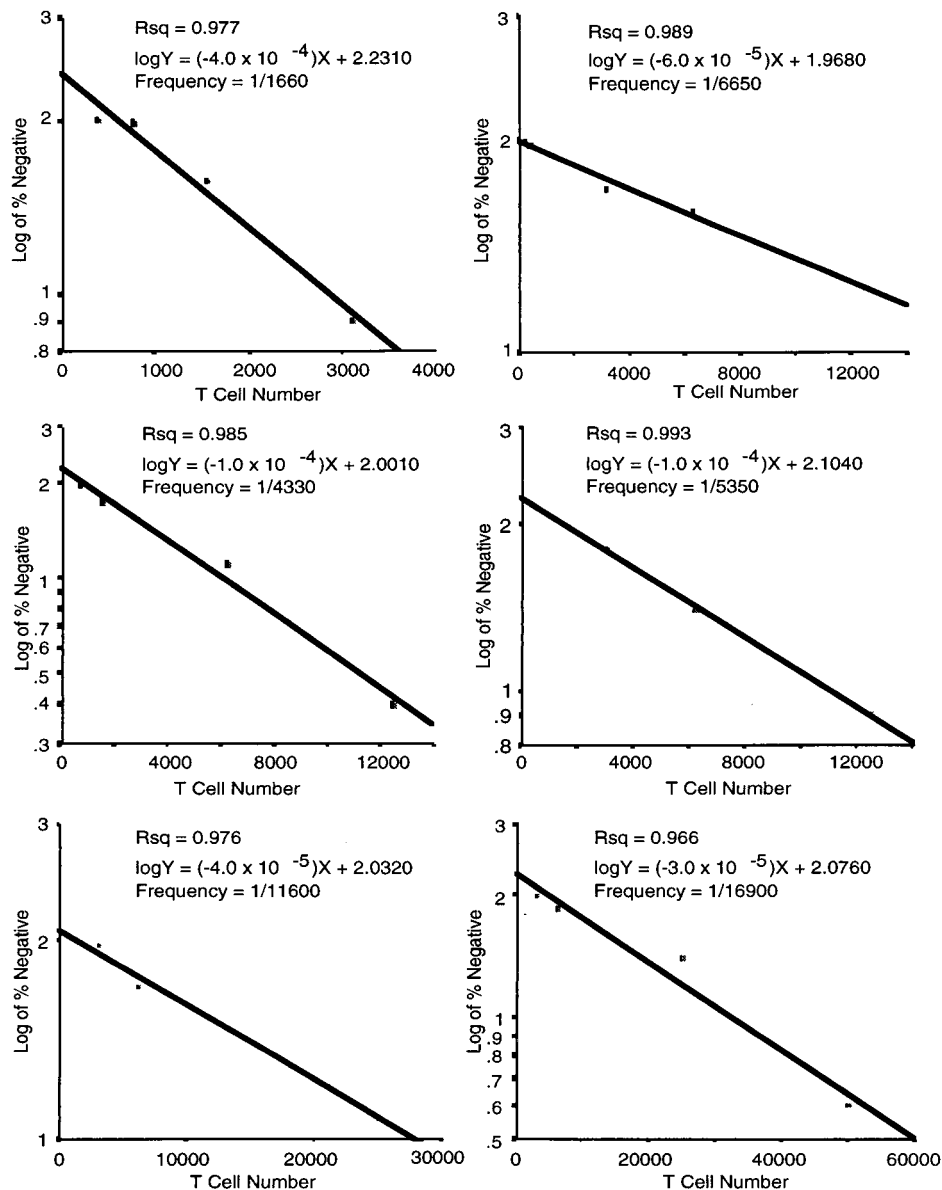 Rsq = 0.977
logY = (-4.0 x 10 -4)X + 2.2310
Frequency = 1/1660
Log of % Negative
3
2
1
.9
.8
0 1000 2000 3000 4000
T Cell Number
Rsq = 0.989
logY = (-6.0 x 10 -5)X + 1.9680
Frequency = 1/6650
Log of % Negative
3
2
1
0 4000 8000 12000
T Cell Number
Rsq = 0.985
logY = (-1.0 x 10 -4)X + 2.0010
Frequency = 1/4330
Log of % Negative
3
2
1
.7
.6
.5
.4
.3
0 4000 8000 12000
T Cell Number
Rsq = 0.993
logY = (-1.0 x 10 -4)X + 2.1040
Frequency = 1/5350
Log of % Negative
3
2
1
.9
.8
0 4000 8000 12000
T Cell Number
Rsq = 0.976
logY = (-4.0 x 10 -5)X + 2.0320
Frequency = 1/11600
Log of % Negative
3
2
1
0 10000 20000 30000
T Cell Number
Rsq = 0.966
logY = (-3.0 x 10 -5)X + 2.0760
Frequency = 1/16900
Log of % Negative
3
2
1
.9
.8
.7
.6
.5
0 20000 40000 60000
T Cell Number